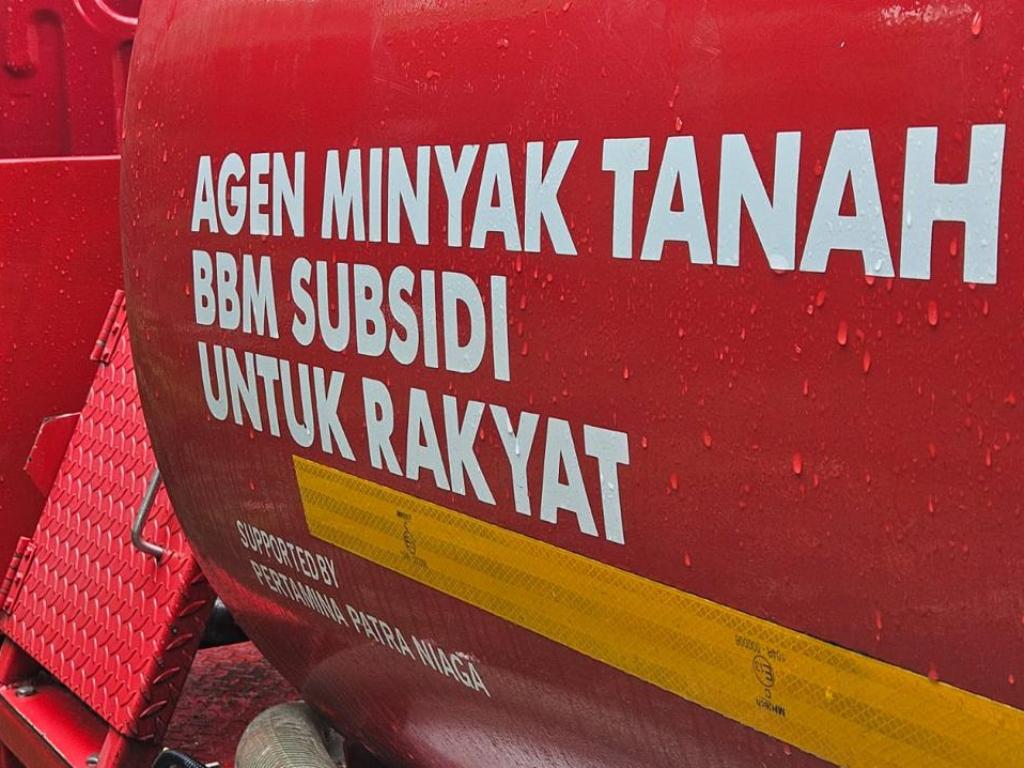 AGEN MINYAK TANAH
BBM SUBSIDI
UNTUK RAKYAT
SUPPORTED BY
PERTAMINA PATRA NIAGA